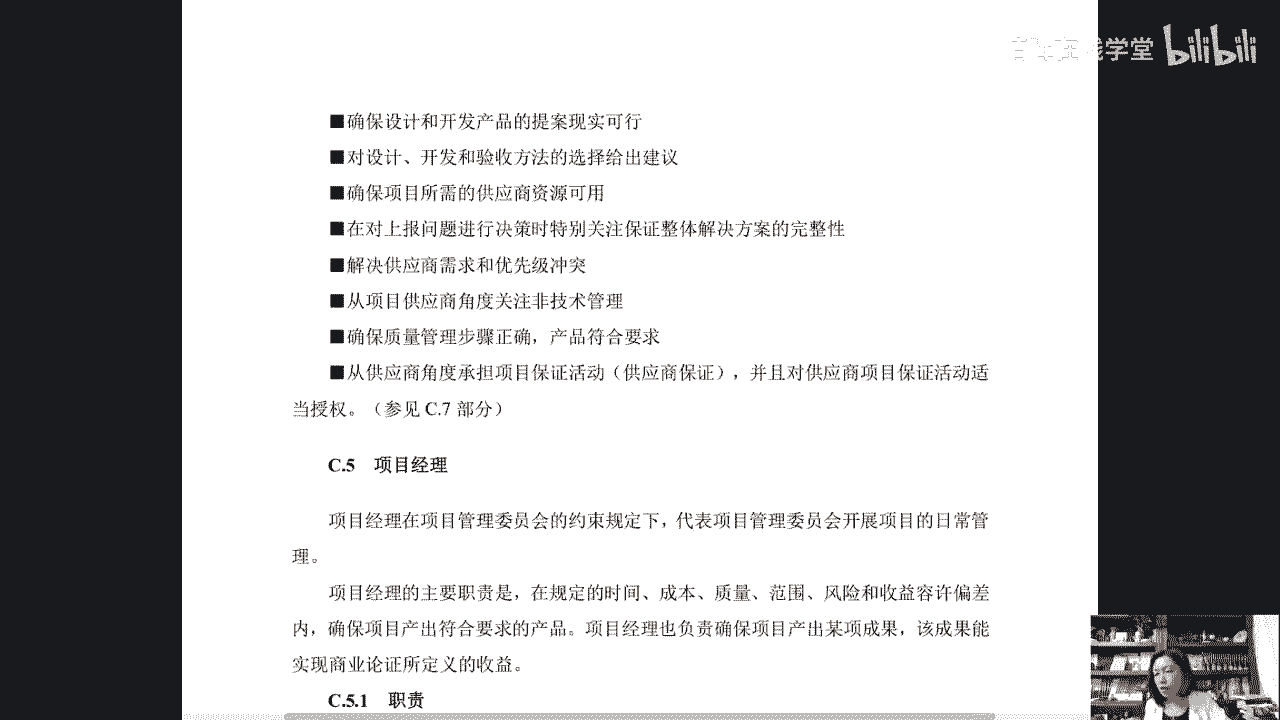 学堂 bilibili
■确保设计和开发产品的提案现实可行
■对设计、开发和验收方法的选择给出建议
■确保项目所需的供应商资源可用
■在对上报问题进行决策时特别关注保证整体解决方案的完整性
■解决供应商需求和优先级冲突
■从项目供应商角度关注非技术管理
■确保质量管理步骤正确，产品符合要求
■从供应商角度承担项目保证活动（供应商保证），并且对供应商项目保证活动适
当授权。（参见 C.7 部分）
C.5 项目经理
项目经理在项目管理委员会的约束规定下，代表项目管理委员会开展项目的日常管
理。
项目经理的主要职责是，在规定的时间、成本、质量、范围、风险和收益容许偏差
内，确保项目产出符合要求的产品。项目经理也负责确保项目产出某项成果，该成果能
实现商业论证所定义的收益。
C.5.1 职责